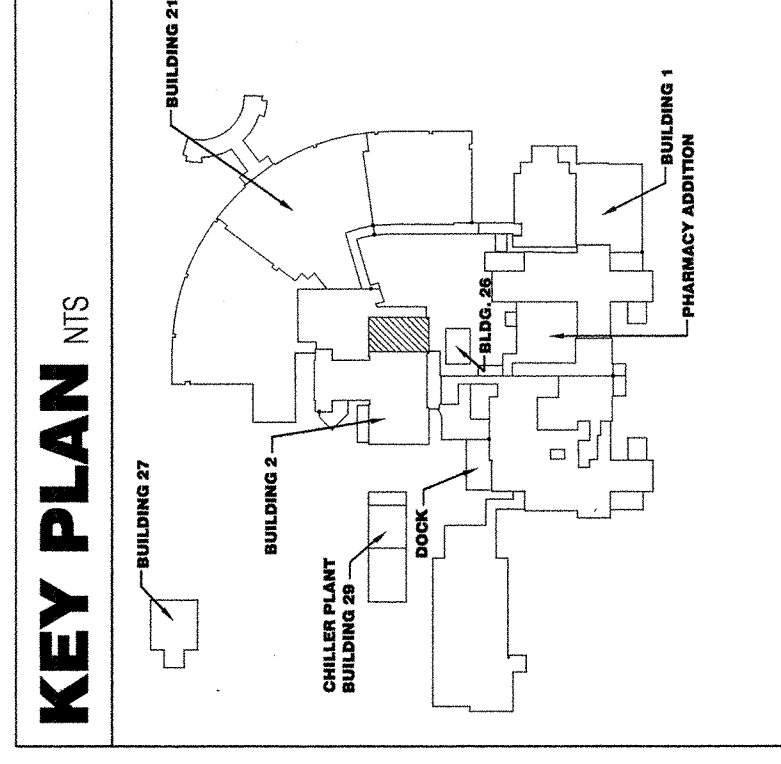 KEY PLAN NTS
BUILDING 27
BUILDING 21
BUILDING 2
CHILLER PLANT
BUILDING 29
DOCK
BLDG. 26
BUILDING 1
PHARMACY ADDITION